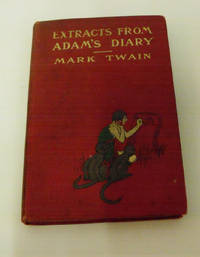 EXTRACTS FROM
ADAM'S DIARY
MARK TWAIN